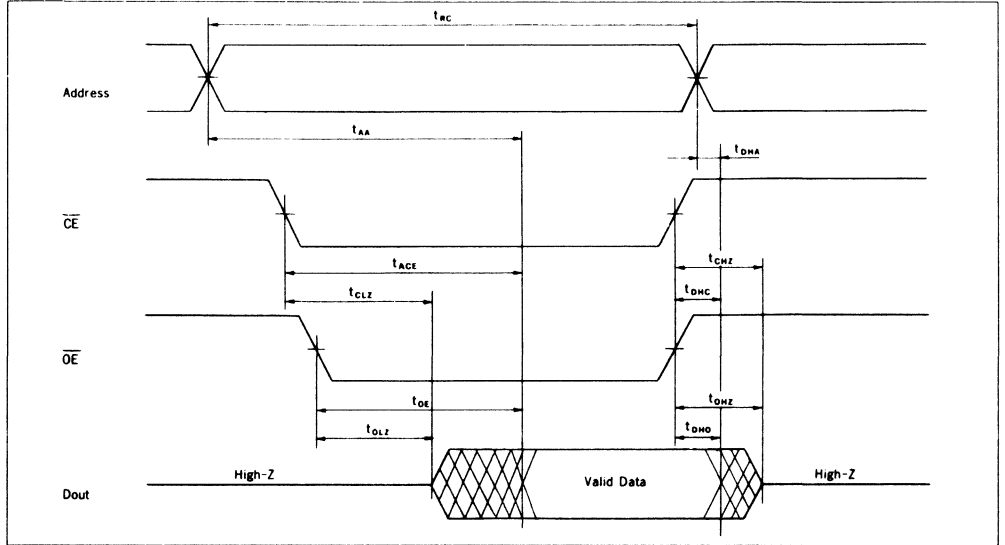 tRC
Address
tAA
tDHA
CE
tACE
tCHZ
tCLZ
tDHC
OE
tOE
tOHZ
tOLZ
tDHO
High-Z
Valid Data
High-Z
Dout